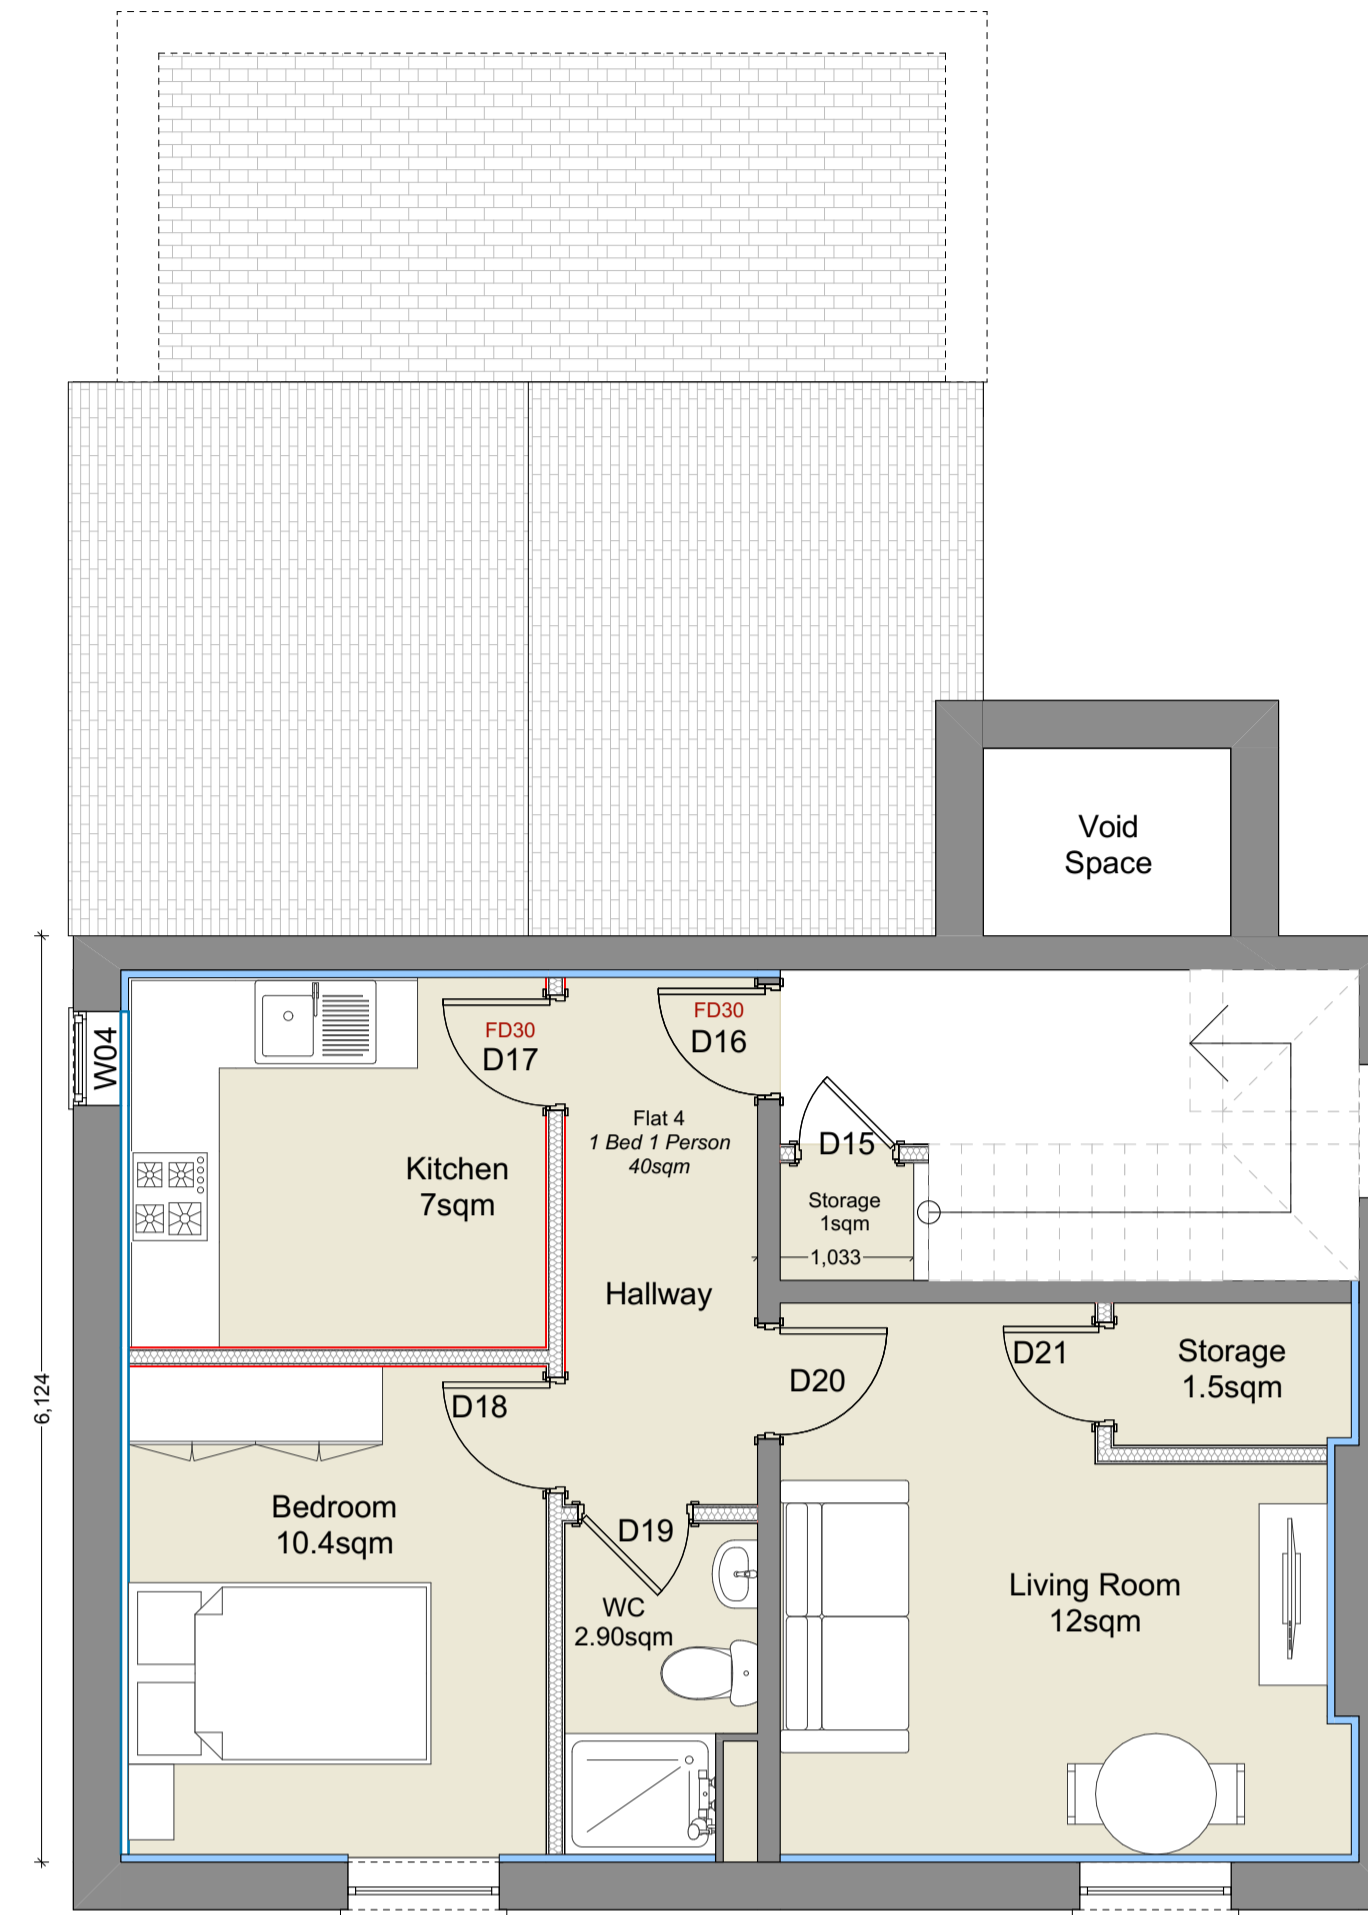 Void
Space
W04
FD30
D17
FD30
D16
Flat 4
1 Bed 1 Person
40sqm
D15
Kitchen
7sqm
Storage
1sqm
1,033
Hallway
D20
D21
Storage
1.5sqm
6,124
D18
Bedroom
10.4sqm
D19
WC
2.90sqm
Living Room
12sqm